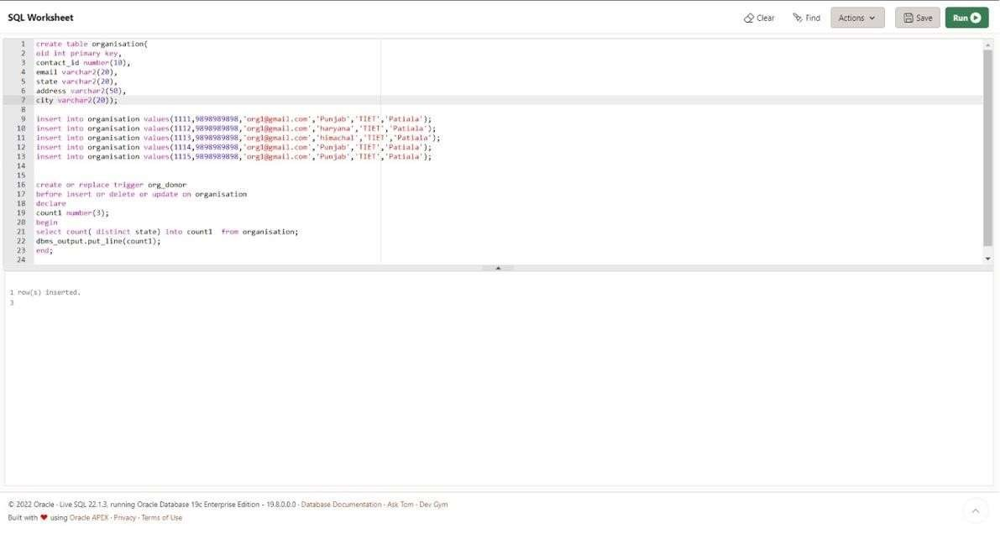 SQL Worksheet
Clear Find Actions Save Run
1 create table organisation(
2 oid int primary key,
3 contact_id number(10),
4 email varchar2(20),
5 state varchar2(20),
6 address varchar2(50),
7 city varchar2(20));
8
9 insert into organisation values(1111,9898989898,'org1@gmail.com','Punjab','TIET','Patiala');
10 insert into organisation values(1112,9898989898,'org1@gmail.com','haryana','TIET','Patiala');
11 insert into organisation values(1113,9898989898,'org1@gmail.com','himachal','TIET','Patiala');
12 insert into organisation values(1114,9898989898,'org1@gmail.com','Punjab','TIET','Patiala');
13 insert into organisation values(1115,9898989898,'org1@gmail.com','Punjab','TIET','Patiala');
14
15
16 create or replace trigger org_donor
17 before insert or delete or update on organisation
18 declare
19 count1 number(3);
20 begin
21 select count( distinct state) into count1 from organisation;
22 dbms_output.put_line(count1);
23 end;
24
1 row(s) inserted.
3
© 2022 Oracle · Live SQL 22.1.3, running Oracle Database 19c Enterprise Edition - 19.8.0.0.0 · Database Documentation · Ask Tom · Dev Gym
Built with ❤ using Oracle APEX · Privacy · Terms of Use